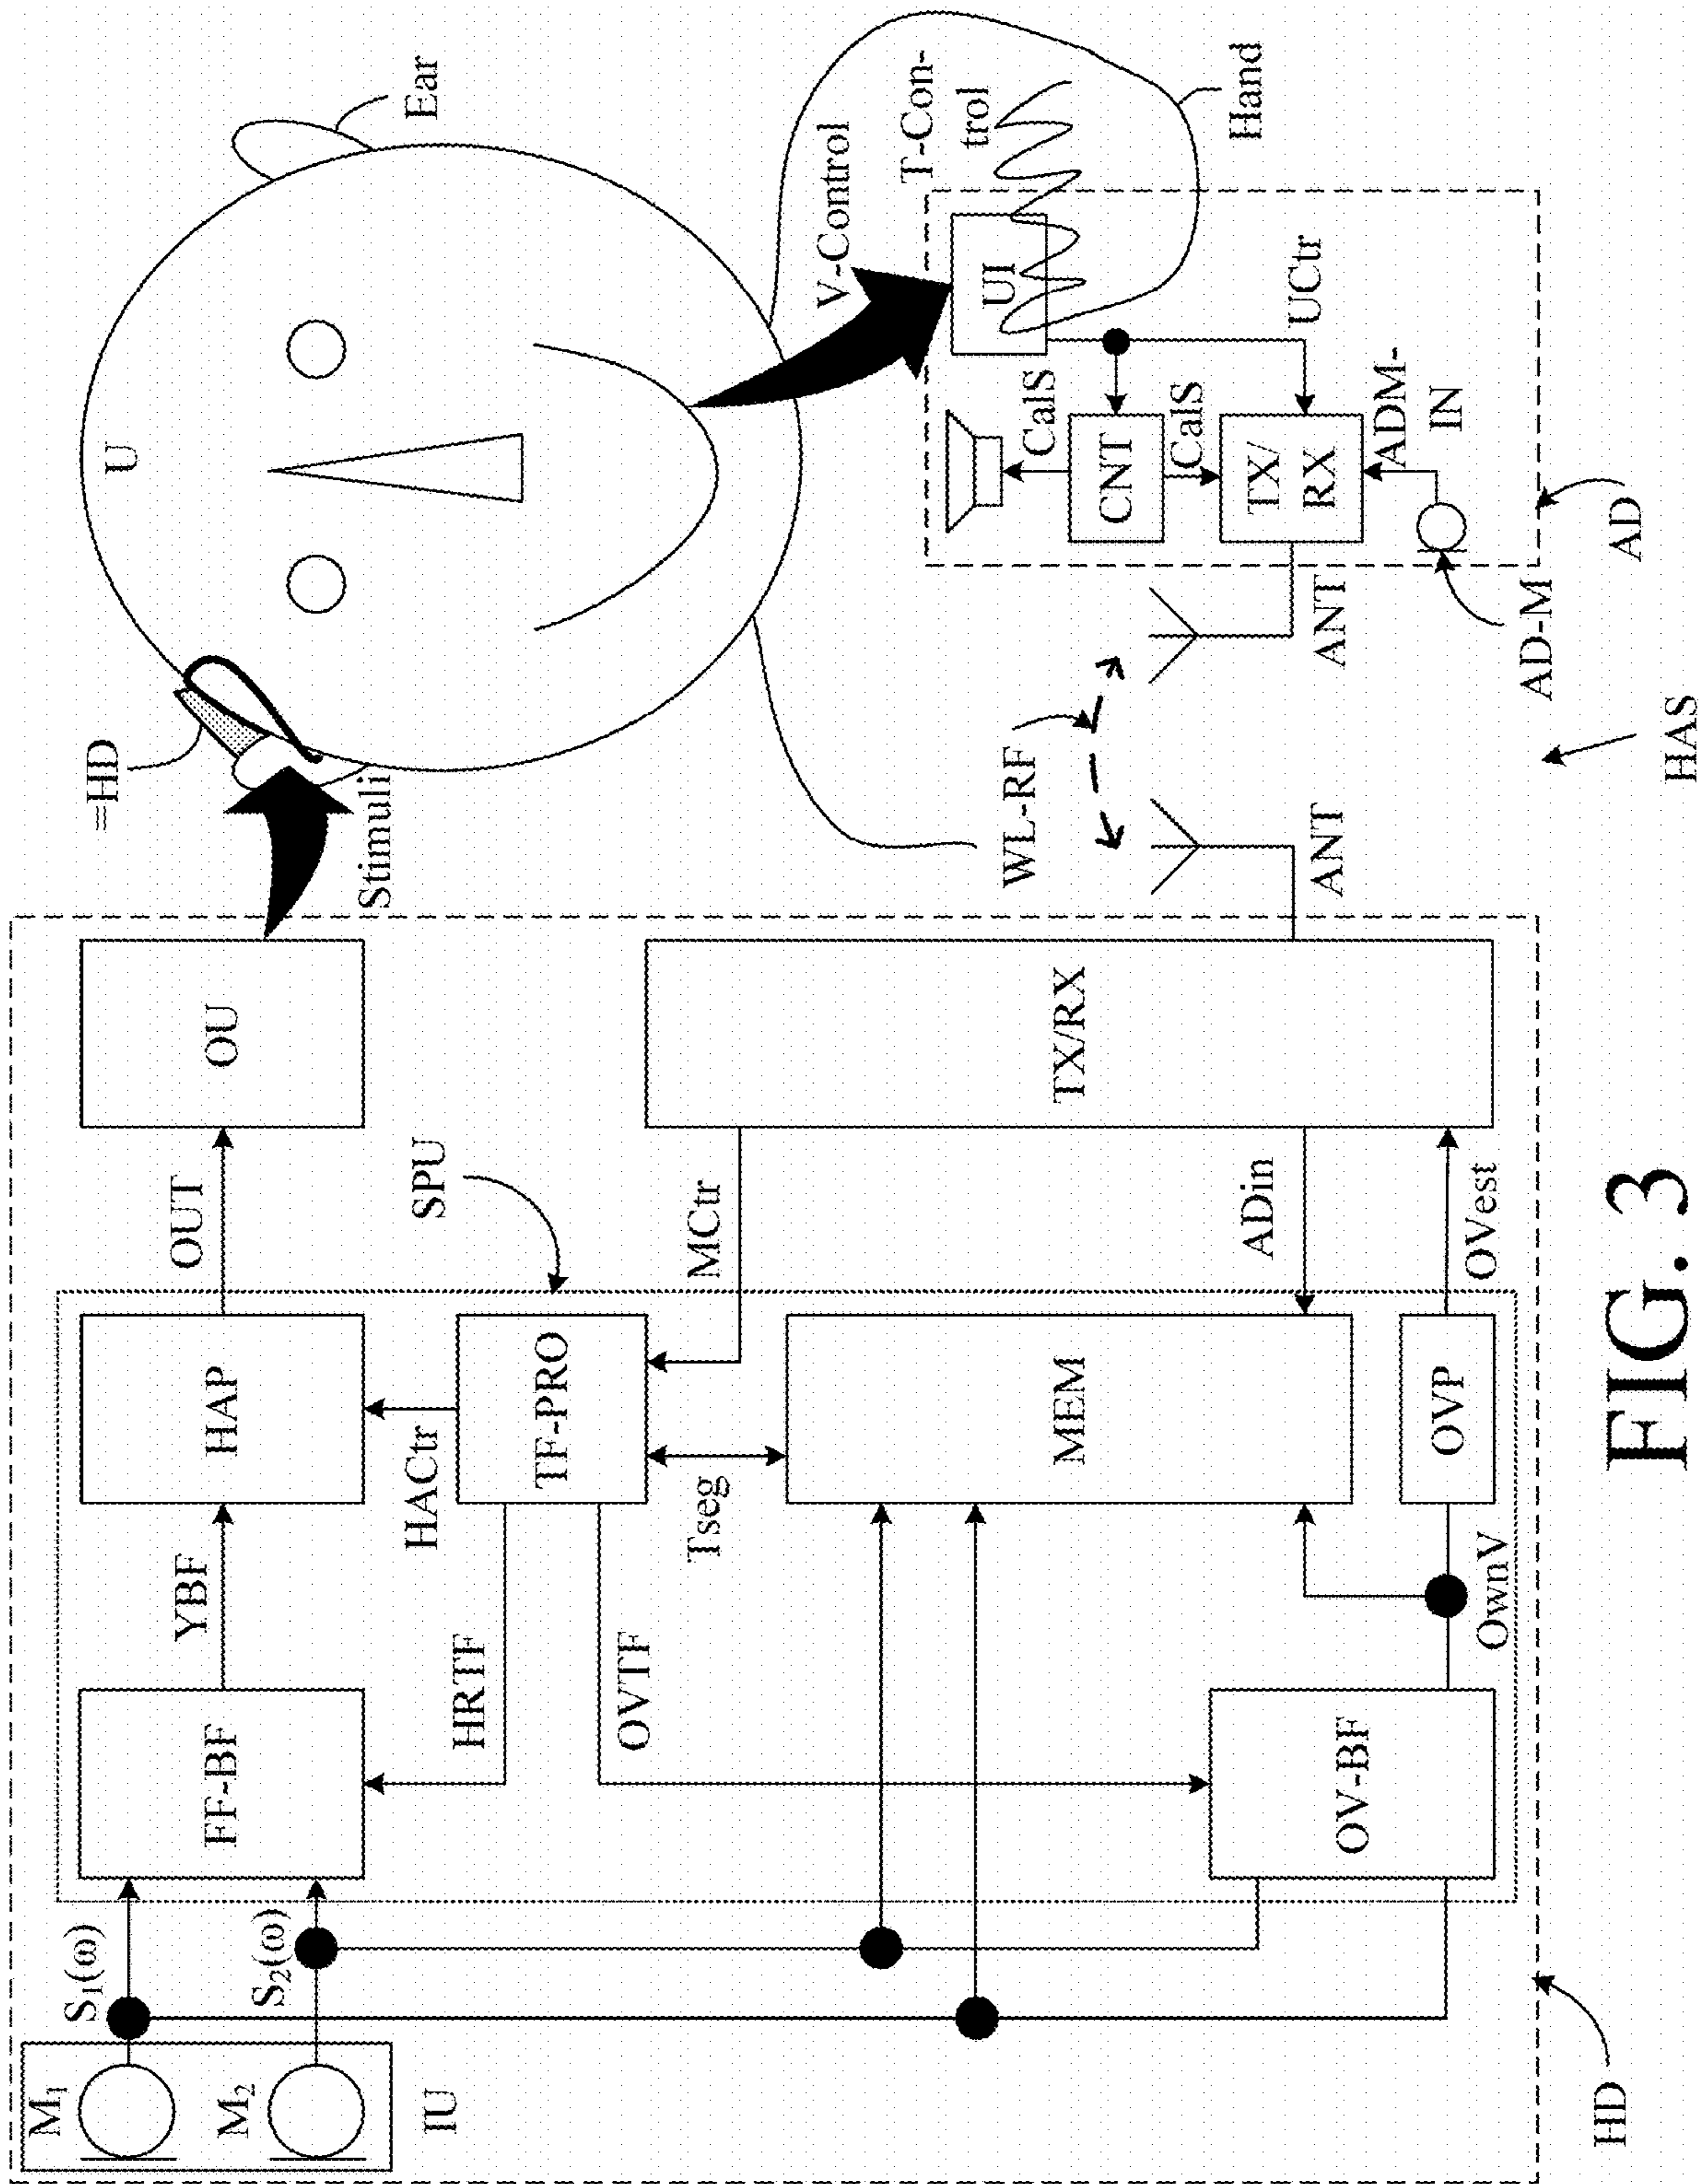 M₁
M₂
IU
S₁(ω)
S₂(ω)
FF-BF
YBF
HAP
OUT
OU
Stimuli
=HD
U
Ear
HRTF
OVTF
HACtr
TF-PRO
SPU
MCtr
Tseg
MEM
ADin
TX/RX
OV-BF
OwnV
OVP
OVest
ANT
WL-RF
ANT
V-Control
T-Con-
trol
UI
Hand
CalS
CNT
CalS
UCtr
TX/
RX
ADM-
IN
AD-M
AD
HD
HAS
FIG. 3